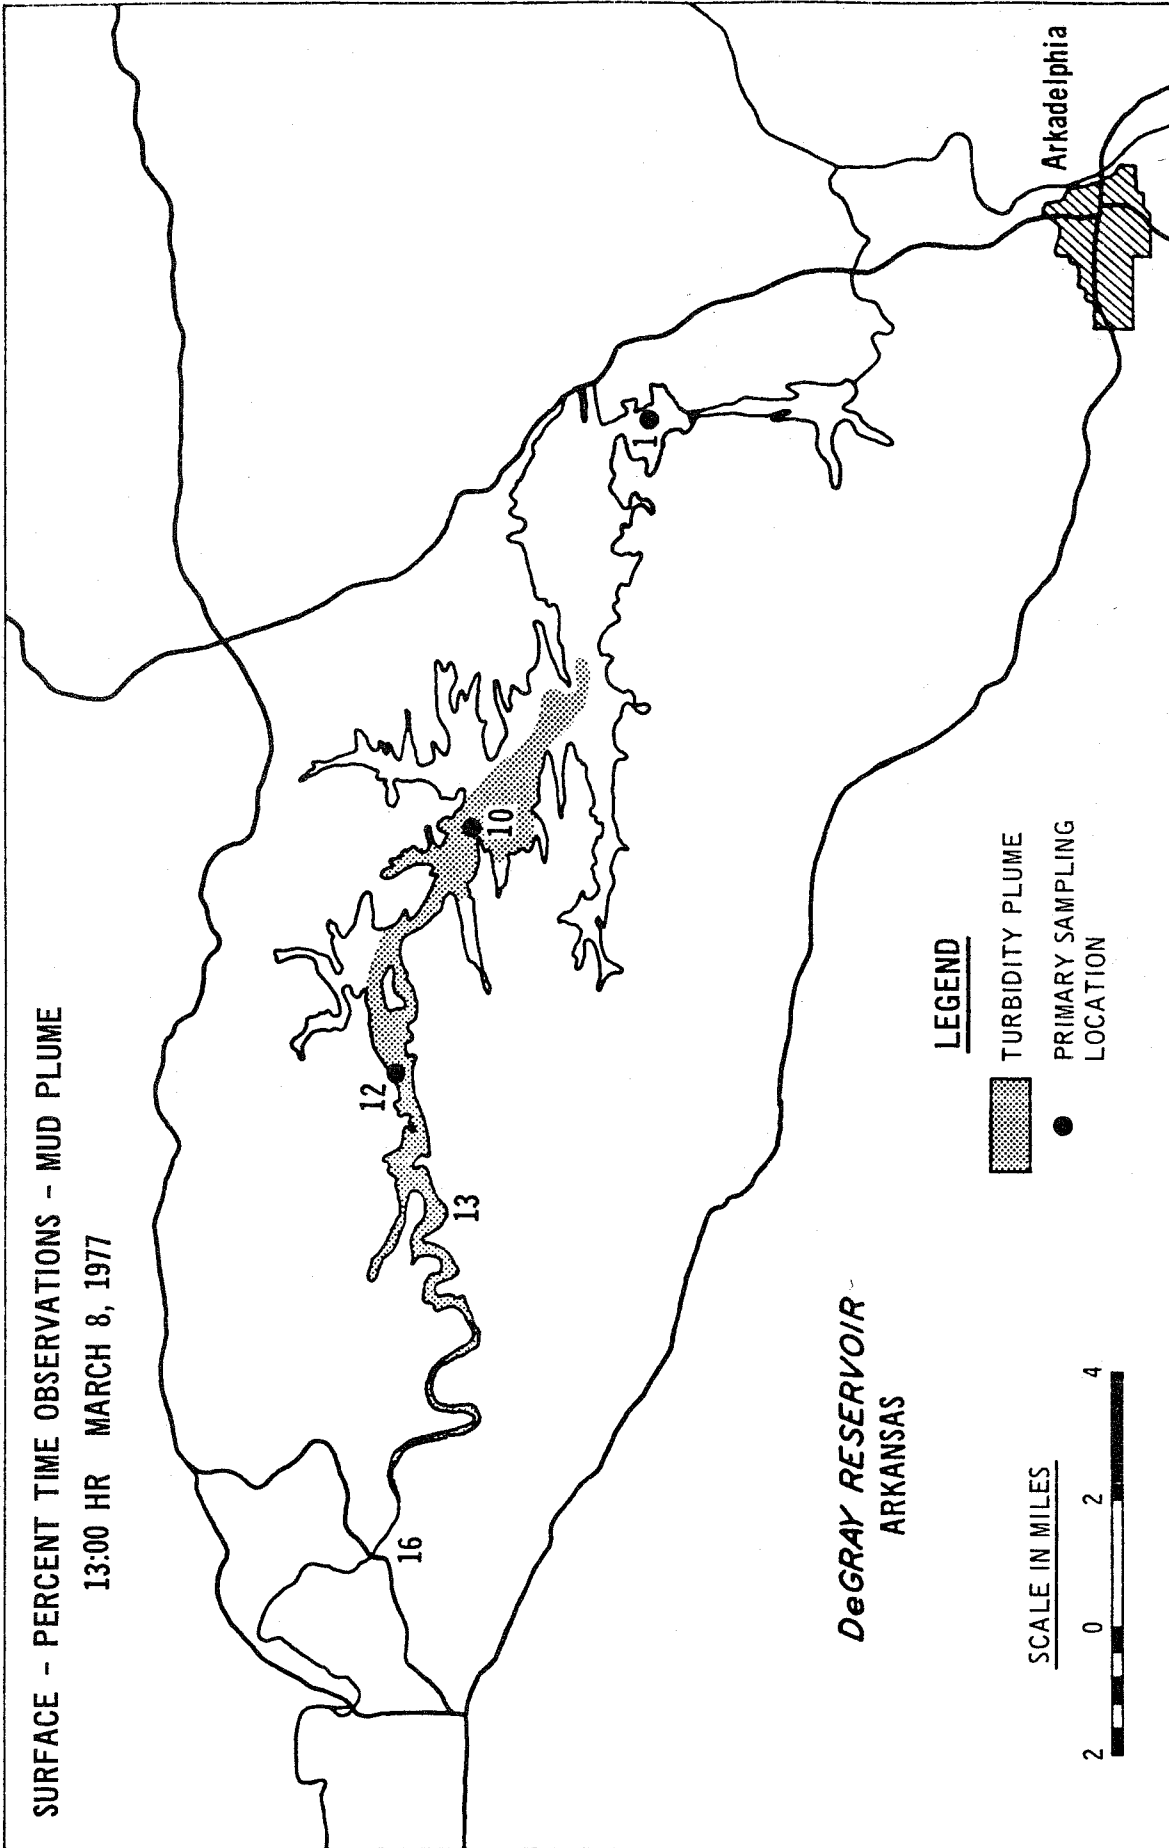 SURFACE - PERCENT TIME OBSERVATIONS - MUD PLUME
13:00 HR MARCH 8, 1977
16
13
12
10
1
Arkadelphia
DeGRAY RESERVOIR
ARKANSAS
LEGEND
TURBIDITY PLUME
PRIMARY SAMPLING
LOCATION
SCALE IN MILES
2 0 2 4